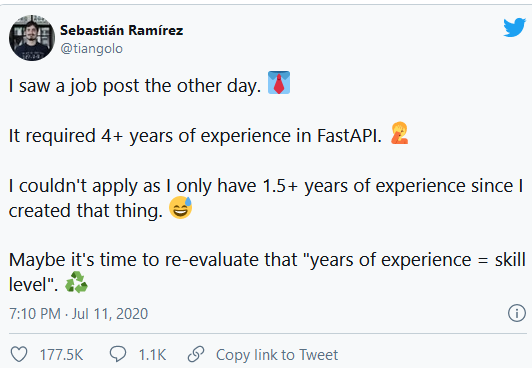 Sebastián Ramírez
@tiangolo
I saw a job post the other day. 👔
It required 4+ years of experience in FastAPI. 🤦
I couldn't apply as I only have 1.5+ years of experience since I
created that thing. 😅
Maybe it's time to re-evaluate that "years of experience = skill
level". ♻️
7:10 PM · Jul 11, 2020
177.5K 1.1K Copy link to Tweet